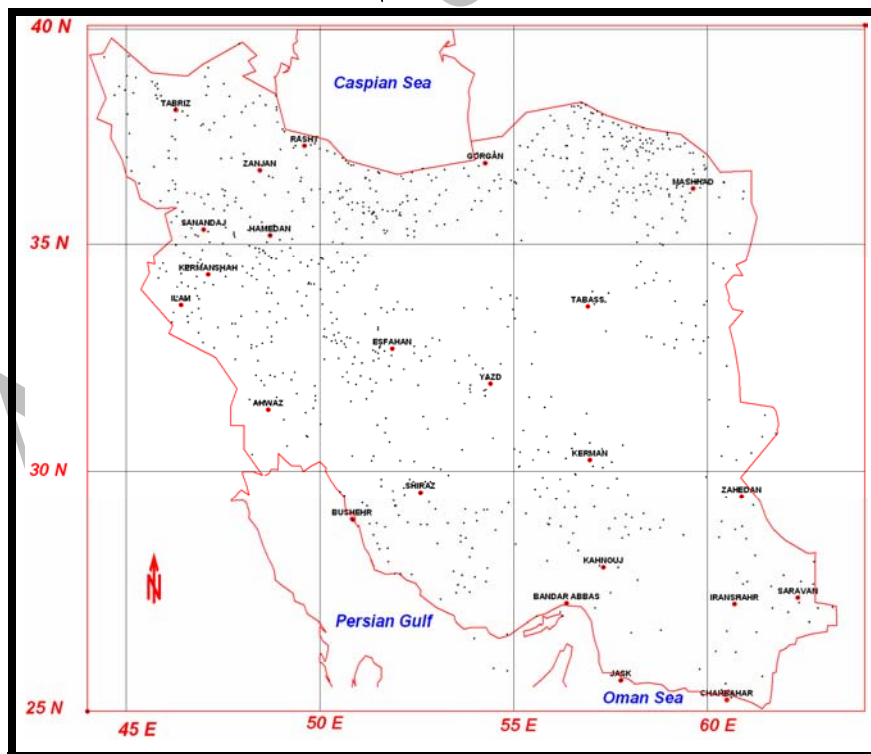 40 N
Caspian Sea
TABRIZ
RASHT
ZANJAN
GORGAN
MASHHAD
SANANDAJ
HAMEDAN
35 N
KERMANSHAH
ILAM
TABASS.
ESFAHAN
YAZD
AHWAZ
KERMAN
30 N
SHIRAZ
ZAHEDAN
BUSHEHR
KAHNOUJ
N
BANDAR ABBAS
IRANSHAHR
SARAVAN
Persian Gulf
JASK
Oman Sea
CHABBAHAR
25 N
45 E
50 E
55 E
60 E